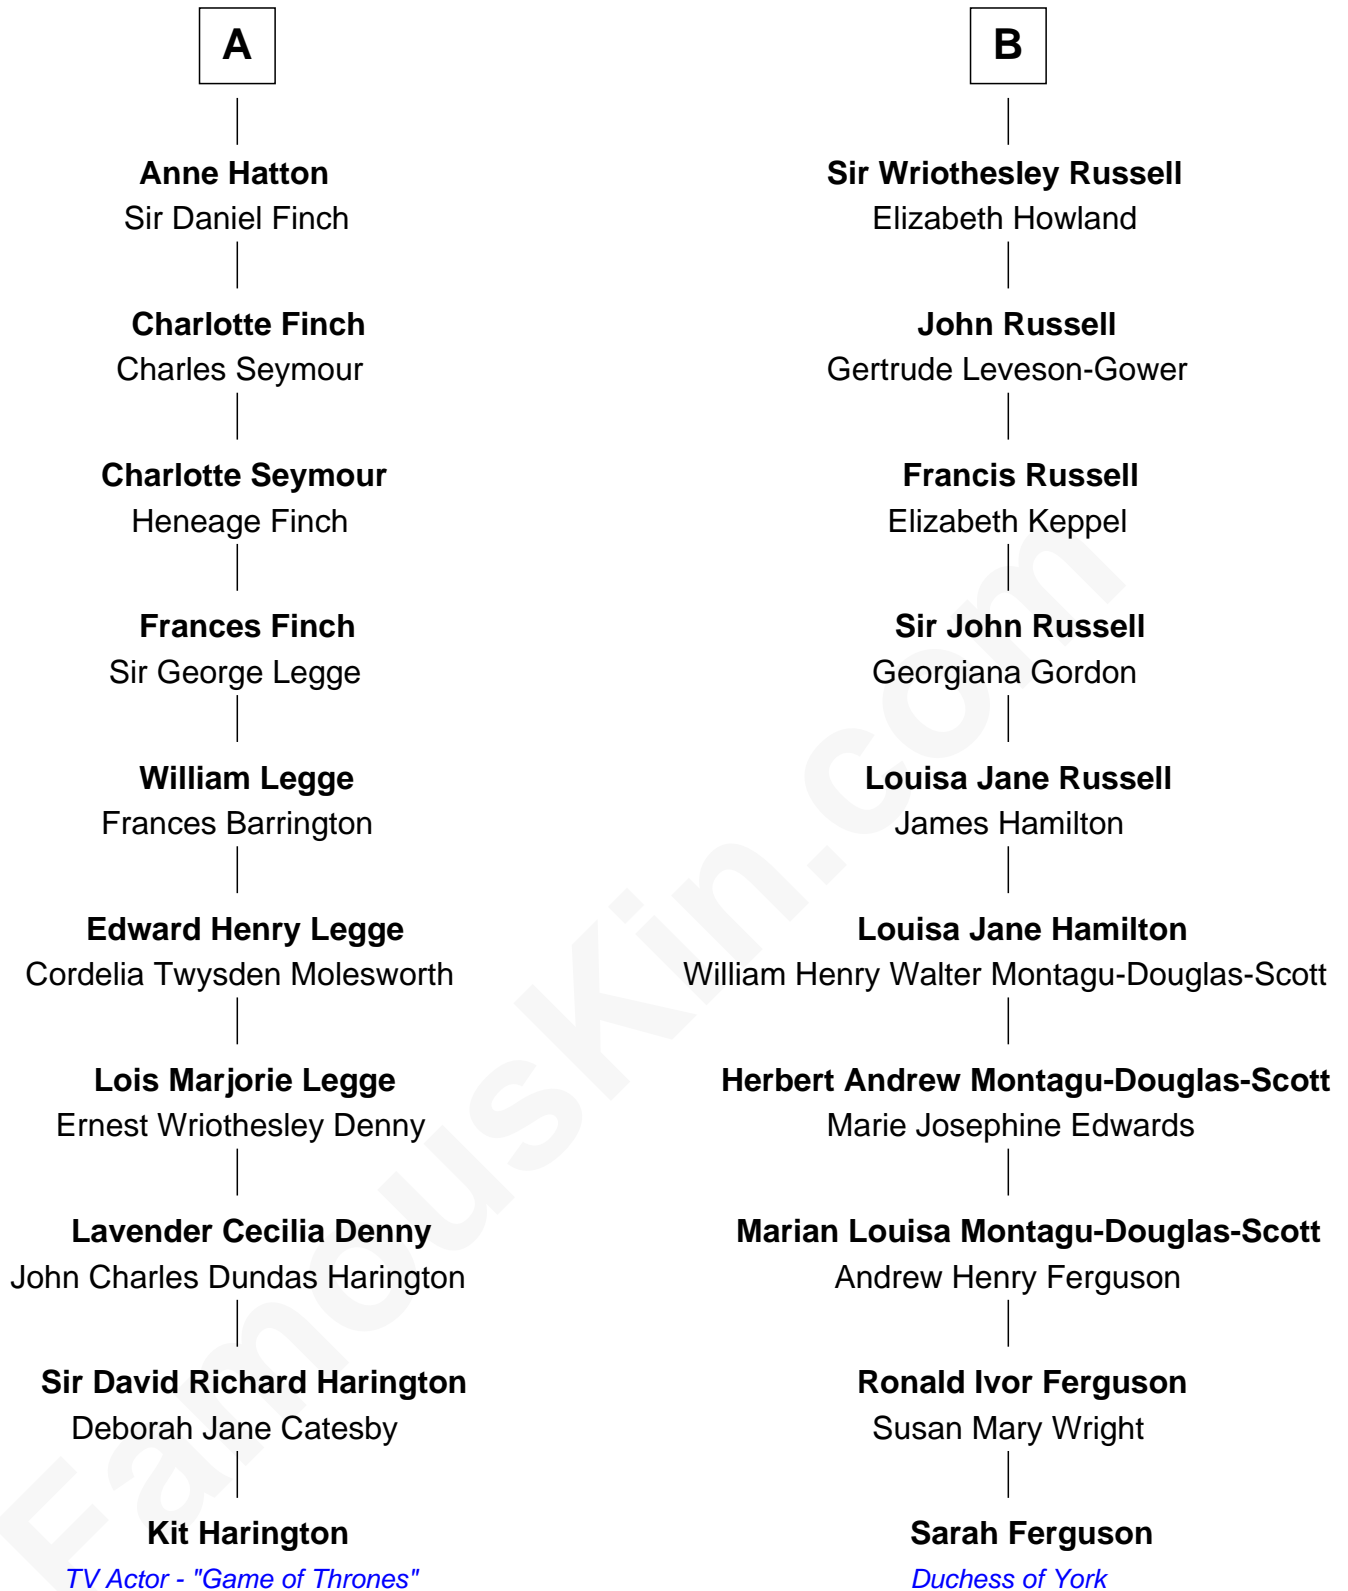 A
Anne Hatton
Sir Daniel Finch
Charlotte Finch
Charles Seymour
Charlotte Seymour
Heneage Finch
Frances Finch
Sir George Legge
William Legge
Frances Barrington
Edward Henry Legge
Cordelia Twysden Molesworth
Lois Marjorie Legge
Ernest Wriothesley Denny
Lavender Cecilia Denny
John Charles Dundas Harington
Sir David Richard Harington
Deborah Jane Catesby
Kit Harington
TV Actor - "Game of Thrones"
B
Sir Wriothesley Russell
Elizabeth Howland
John Russell
Gertrude Leveson-Gower
Francis Russell
Elizabeth Keppel
Sir John Russell
Georgiana Gordon
Louisa Jane Russell
James Hamilton
Louisa Jane Hamilton
William Henry Walter Montagu-Douglas-Scott
Herbert Andrew Montagu-Douglas-Scott
Marie Josephine Edwards
Marian Louisa Montagu-Douglas-Scott
Andrew Henry Ferguson
Ronald Ivor Ferguson
Susan Mary Wright
Sarah Ferguson
Duchess of York
FamousKin.com